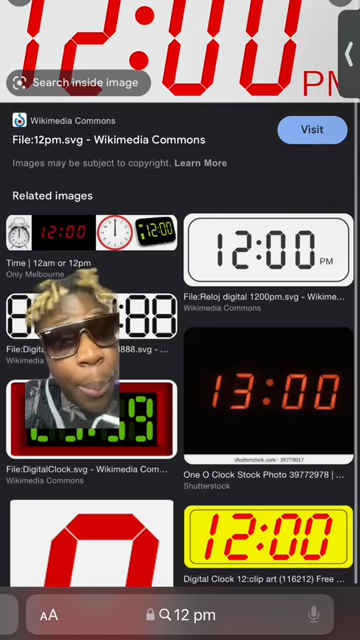 12:00
PM
Search inside image
Wikimedia Commons
File:12pm.svg - Wikimedia Commons
Visit
Images may be subject to copyright. Learn More
Related images
12:00
12:00
Time | 12am or 12pm
Only Melbourne
12:00 PM
File:Reloj digital 1200pm.svg - Wikime...
Wikimedia Commons
File:Digita
888.svg - ...
Wikimedia
13:00
shutterstock.com · 39773017
File:DigitalClock.svg - Wikimedia Com...
Wikimedia Commons
One O Clock Stock Photo 39772978 | ...
Shutterstock
12:00
Digital Clock 12:clip art (116212) Free ...
AA
12 pm